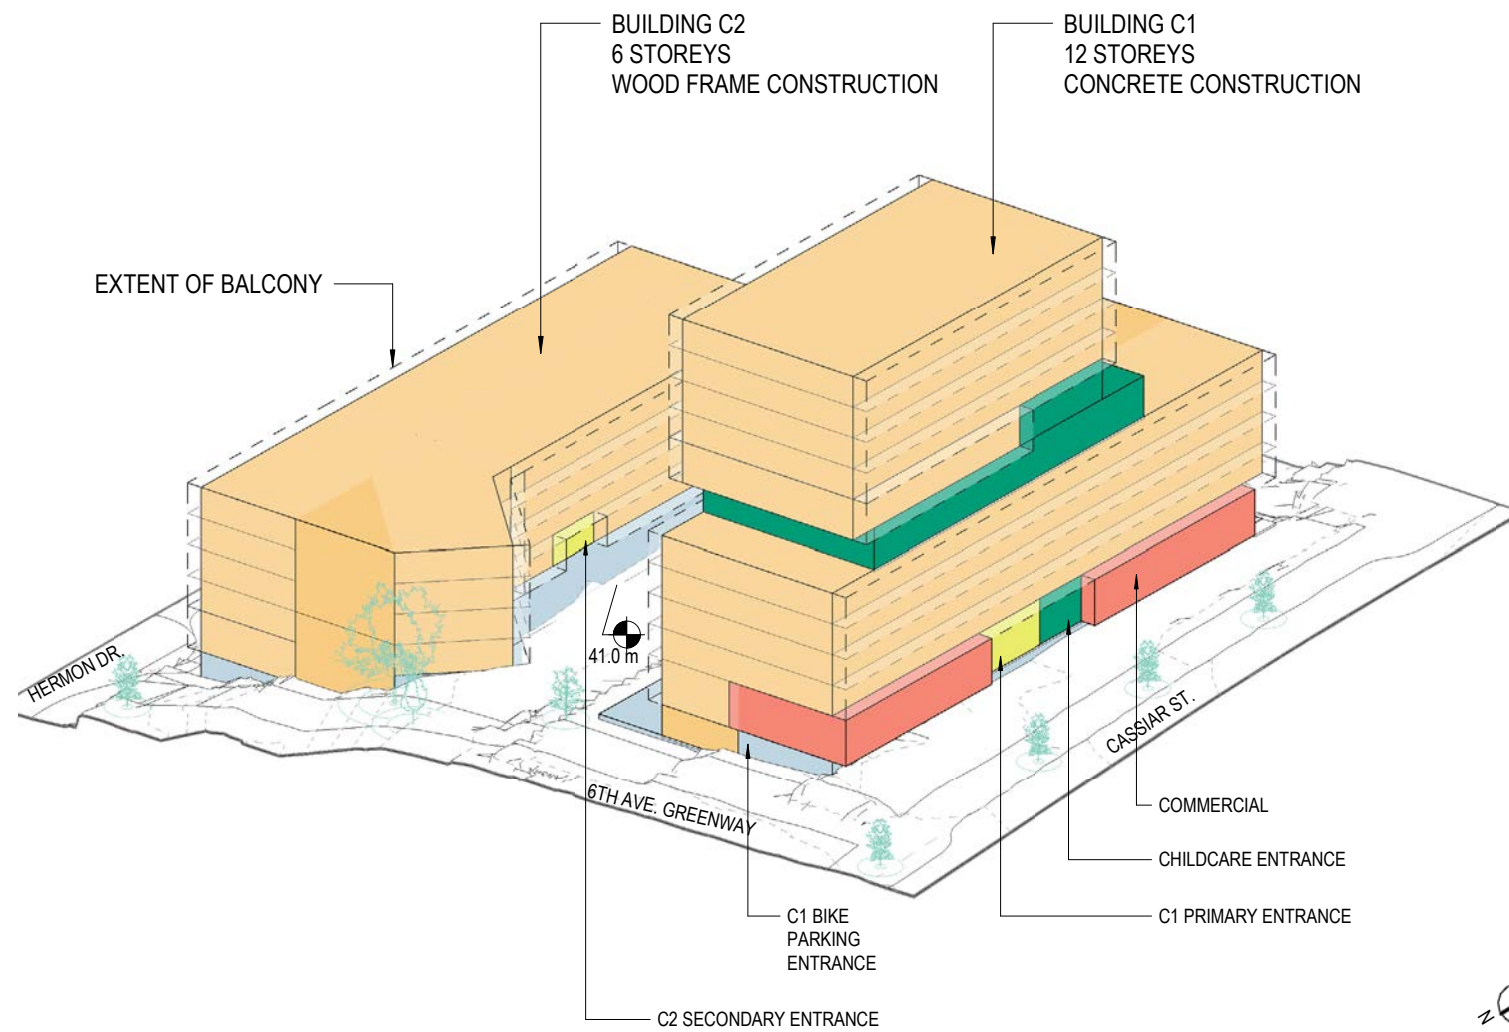 BUILDING C2
6 STOREYS
WOOD FRAME CONSTRUCTION
BUILDING C1
12 STOREYS
CONCRETE CONSTRUCTION
EXTENT OF BALCONY
41.0 m
HERMON DR.
CASSIAR ST.
6TH AVE. GREENWAY
COMMERCIAL
CHILDCARE ENTRANCE
C1 PRIMARY ENTRANCE
C1 BIKE
PARKING
ENTRANCE
C2 SECONDARY ENTRANCE
N